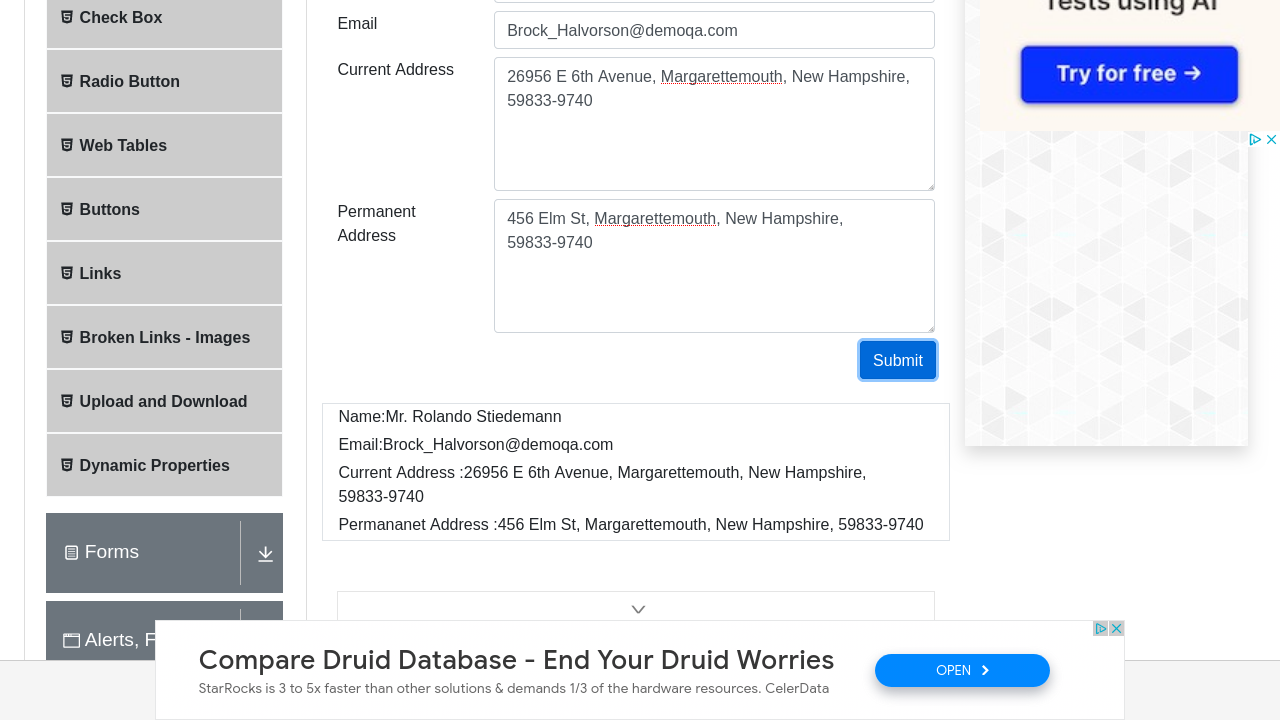 Check Box
Radio Button
Web Tables
Buttons
Links
Broken Links - Images
Upload and Download
Dynamic Properties
Forms
Alerts, F
Email
Brock_Halvorson@demoqa.com
Current Address
26956 E 6th Avenue, Margarettemouth, New Hampshire,
59833-9740
Permanent
Address
456 Elm St, Margarettemouth, New Hampshire,
59833-9740
Submit
Name:Mr. Rolando Stiedemann
Email:Brock_Halvorson@demoqa.com
Current Address :26956 E 6th Avenue, Margarettemouth, New Hampshire,
59833-9740
Permananet Address :456 Elm St, Margarettemouth, New Hampshire, 59833-9740
Tests using AI
Try for free →
Compare Druid Database - End Your Druid Worries
StarRocks is 3 to 5x faster than other solutions & demands 1/3 of the hardware resources. CelerData
OPEN